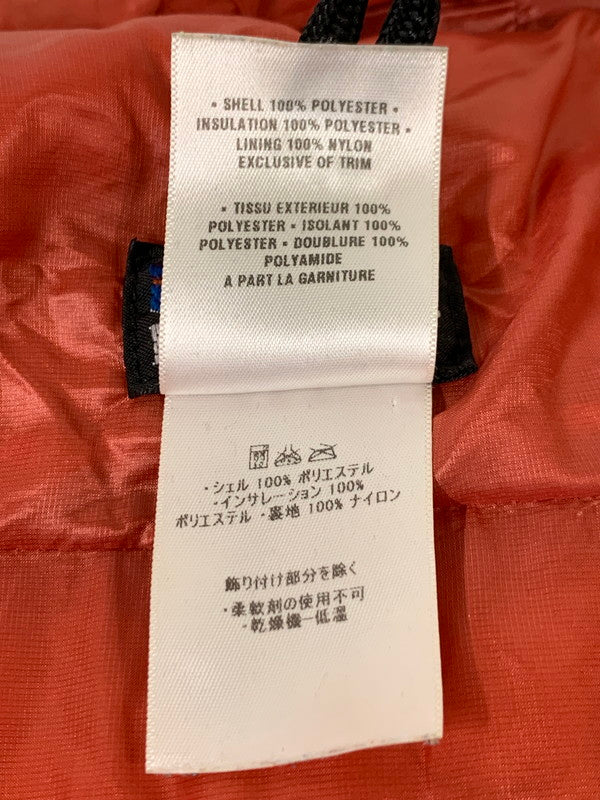 • SHELL 100% POLYESTER •
INSULATION 100% POLYESTER •
LINING 100% NYLON
EXCLUSIVE OF TRIM
• TISSU EXTERIEUR 100%
POLYESTER • ISOLANT 100%
POLYESTER • DOUBLURE 100%
POLYAMIDE
A PART LA GARNITURE
・シェル 100% ポリエステル
・インサレーション 100%
ポリエステル ・裏地 100% ナイロン
飾り付け部分を除く
・柔軟剤の使用不可
・乾燥機ー低温